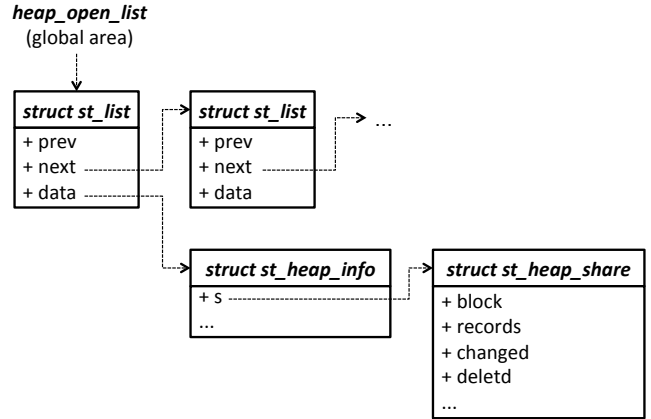 heap_open_list
(global area)
struct st_list
+ prev
+ next
+ data
struct st_list
+ prev
+ next
+ data
...
struct st_heap_info
+ s
...
struct st_heap_share
+ block
+ records
+ changed
+ deletd
...